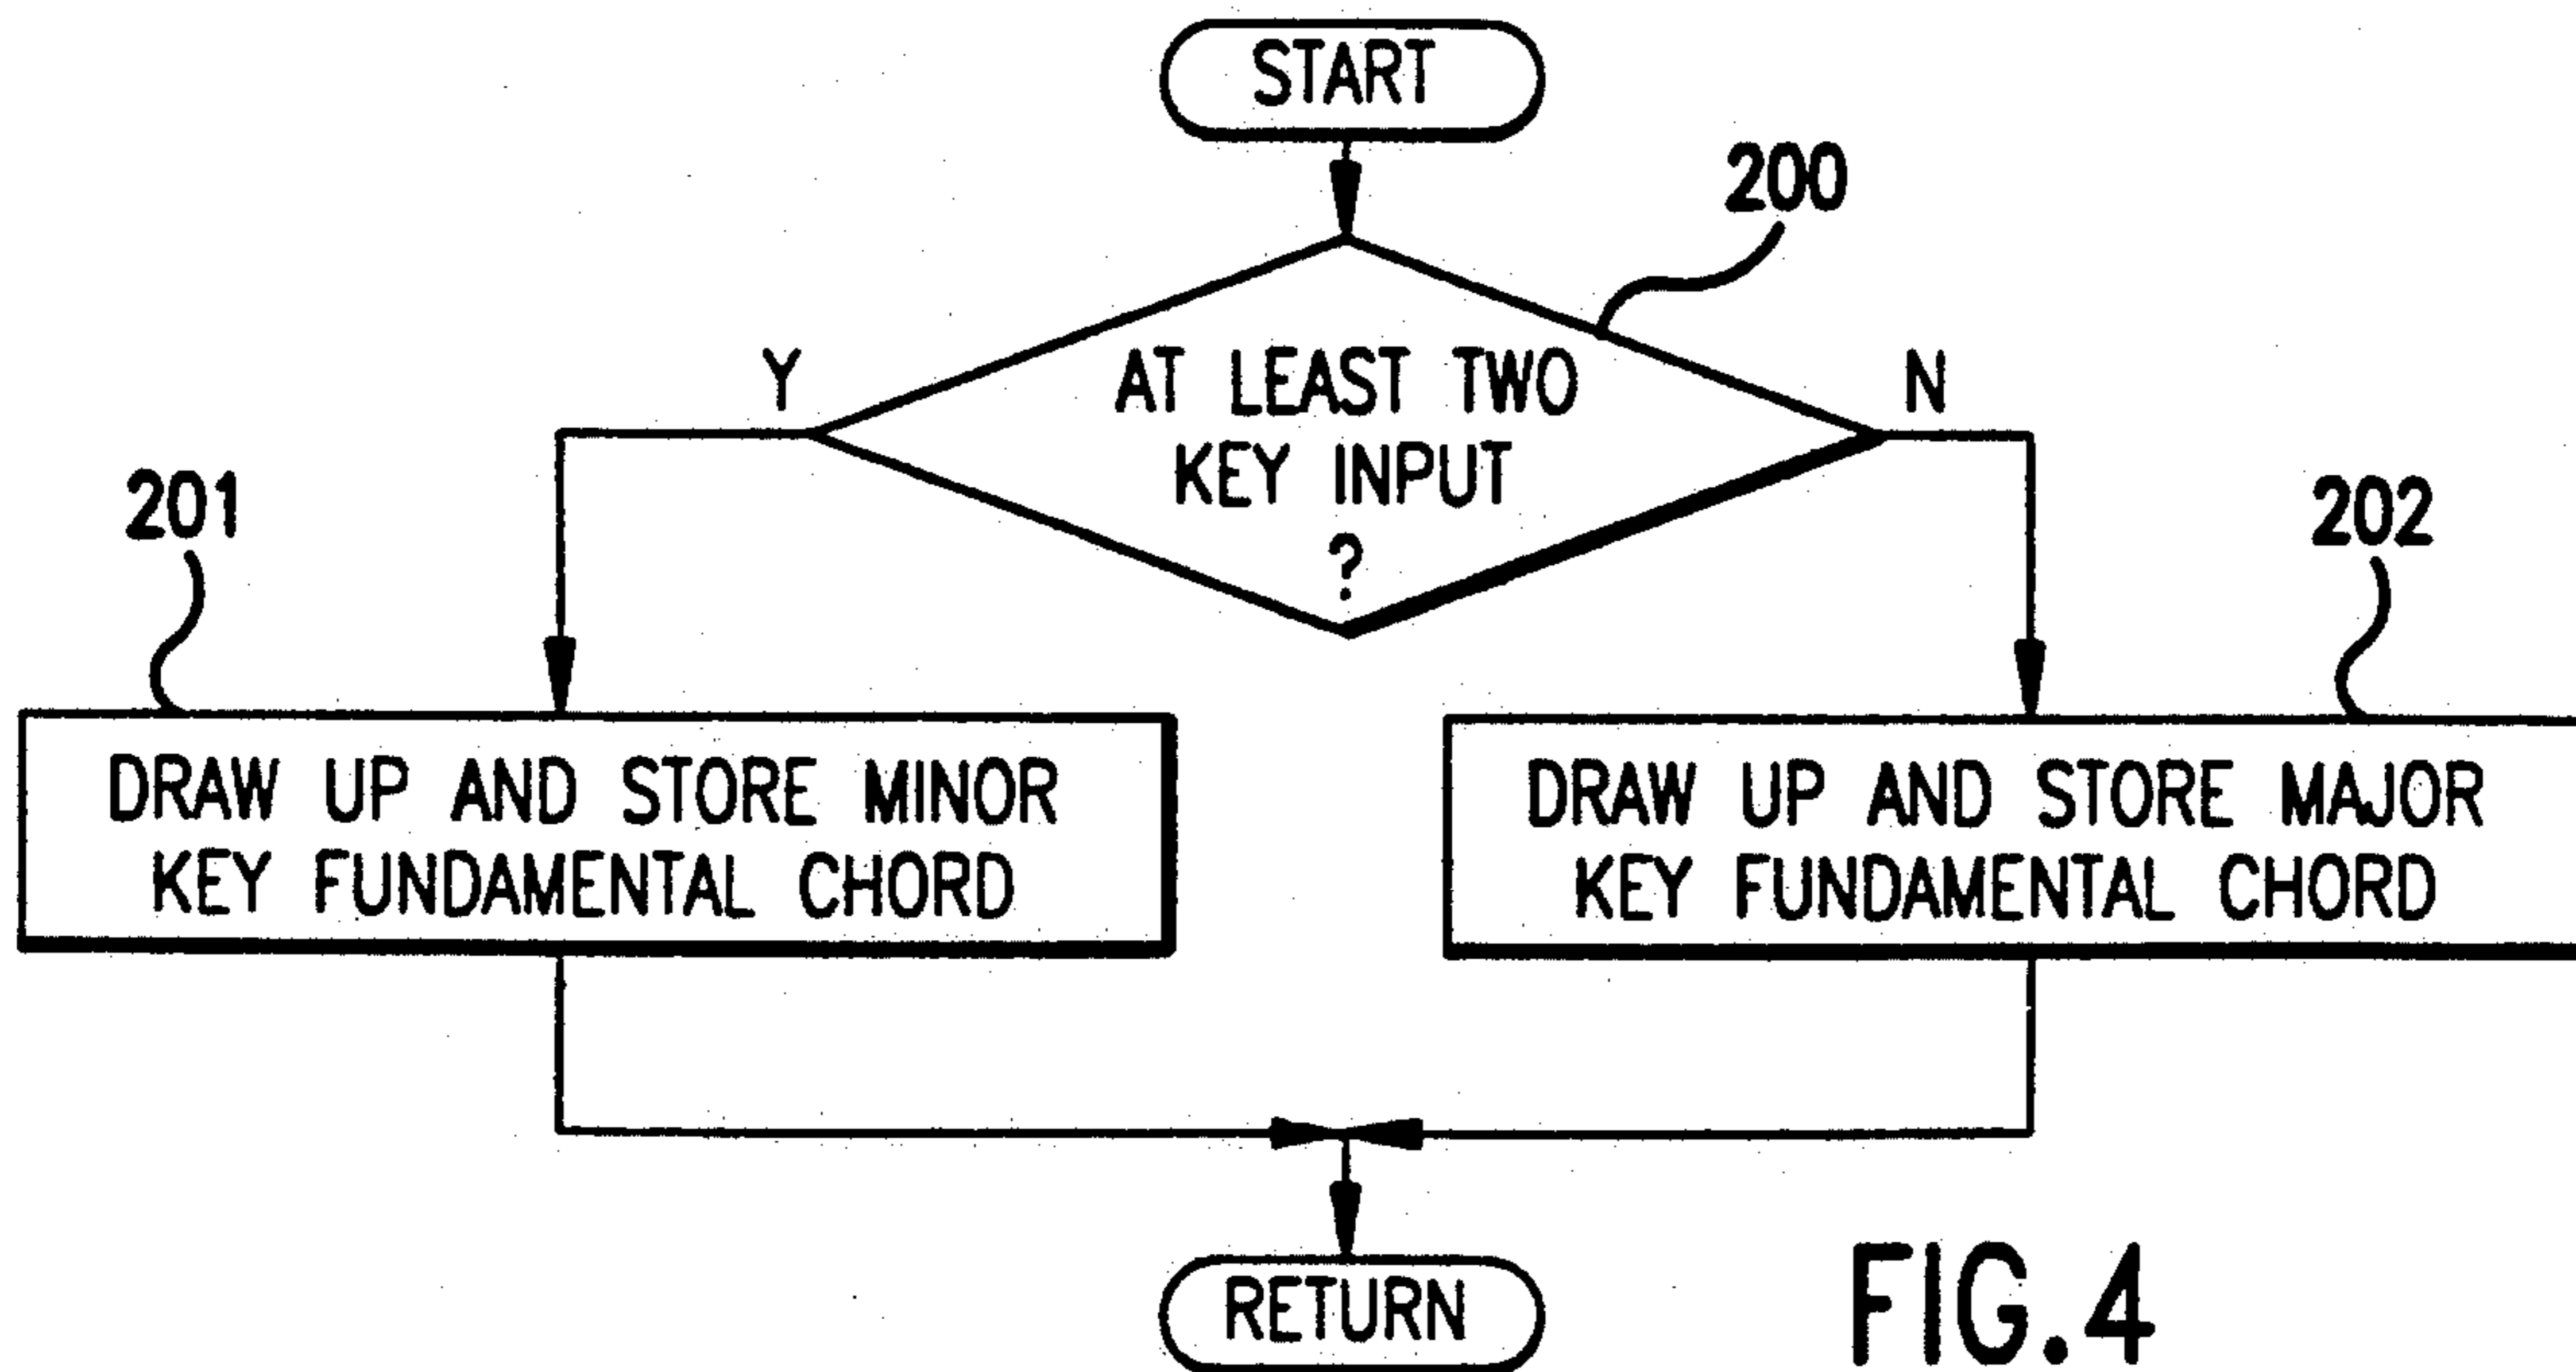 START
200
AT LEAST TWO
KEY INPUT
?
Y
N
201
202
DRAW UP AND STORE MINOR
KEY FUNDAMENTAL CHORD
DRAW UP AND STORE MAJOR
KEY FUNDAMENTAL CHORD
RETURN
FIG.4